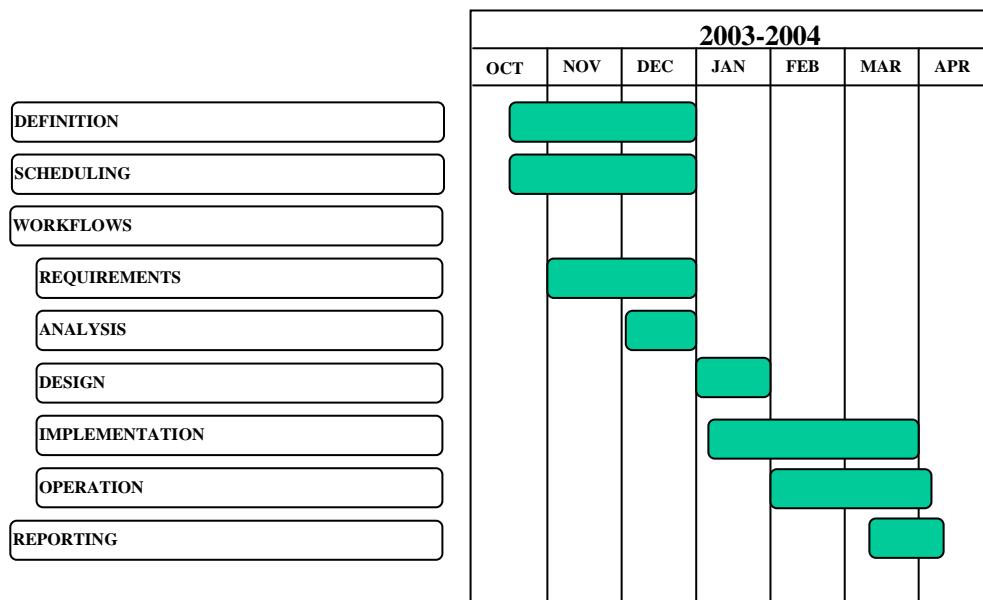 2003-2004
OCT NOV DEC JAN FEB MAR APR
DEFINITION
SCHEDULING
WORKFLOWS
REQUIREMENTS
ANALYSIS
DESIGN
IMPLEMENTATION
OPERATION
REPORTING